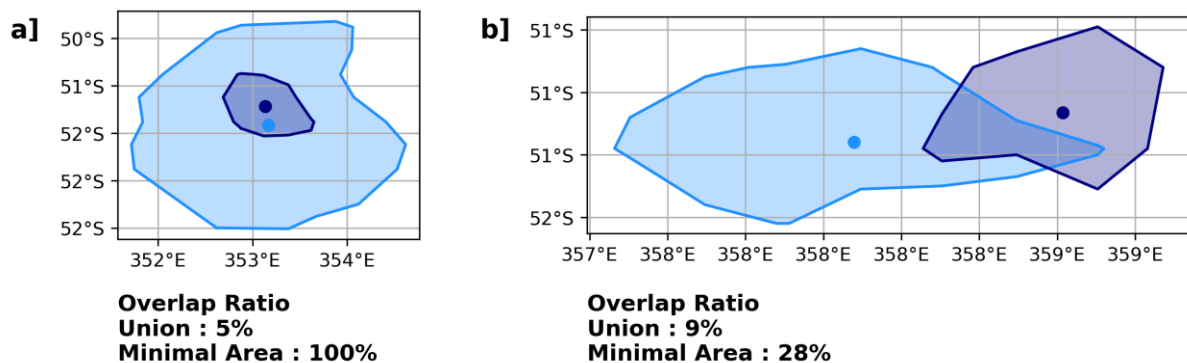 a]
50°S
51°S
52°S
52°S
52°S
352°E 353°E 354°E
Overlap Ratio
Union : 5%
Minimal Area : 100%
b]
51°S
51°S
51°S
52°S
357°E 358°E 358°E 358°E 358°E 358°E 359°E 359°E
Overlap Ratio
Union : 9%
Minimal Area : 28%